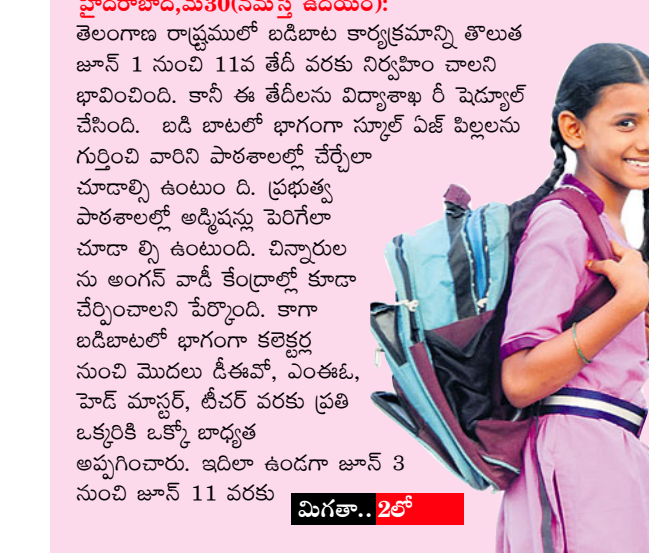 హైదరాబాద్,మే30(నమస్తే ఉదయం):
తెలంగాణ రాష్ట్రములో బడిబాట కార్యక్రమాన్ని తొలుత
జూన్ 1 నుంచి 11వ తేదీ వరకు నిర్వహిం చాలని
భావించింది. కానీ ఈ తేదీలను విద్యాశాఖ రీ షెడ్యూల్
చేసింది. బడి బాటలో భాగంగా స్కూల్ ఏజ్ పిల్లలను
గుర్తించి వారిని పాఠశాలల్లో చేర్చేలా
చూడాల్సి ఉంటుం ది. ప్రభుత్వ
పాఠశాలల్లో అడ్మిషన్లు పెరిగేలా
చూడా ల్సి ఉంటుంది. చిన్నారుల
ను అంగన్ వాడీ కేంద్రాల్లో కూడా
చేర్పించాలని పేర్కొంది. కాగా
బడిబాటలో భాగంగా కలెక్టర్ల
నుంచి మొదలు డీఈవో, ఎంఈఓ,
హెడ్ మాస్టర్, టీచర్ వరకు ప్రతి
ఒక్కరికి ఒక్కో బాధ్యత
అప్పగించారు. ఇదిలా ఉండగా జూన్ 3
నుంచి జూన్ 11 వరకు
మిగతా.. 2లో